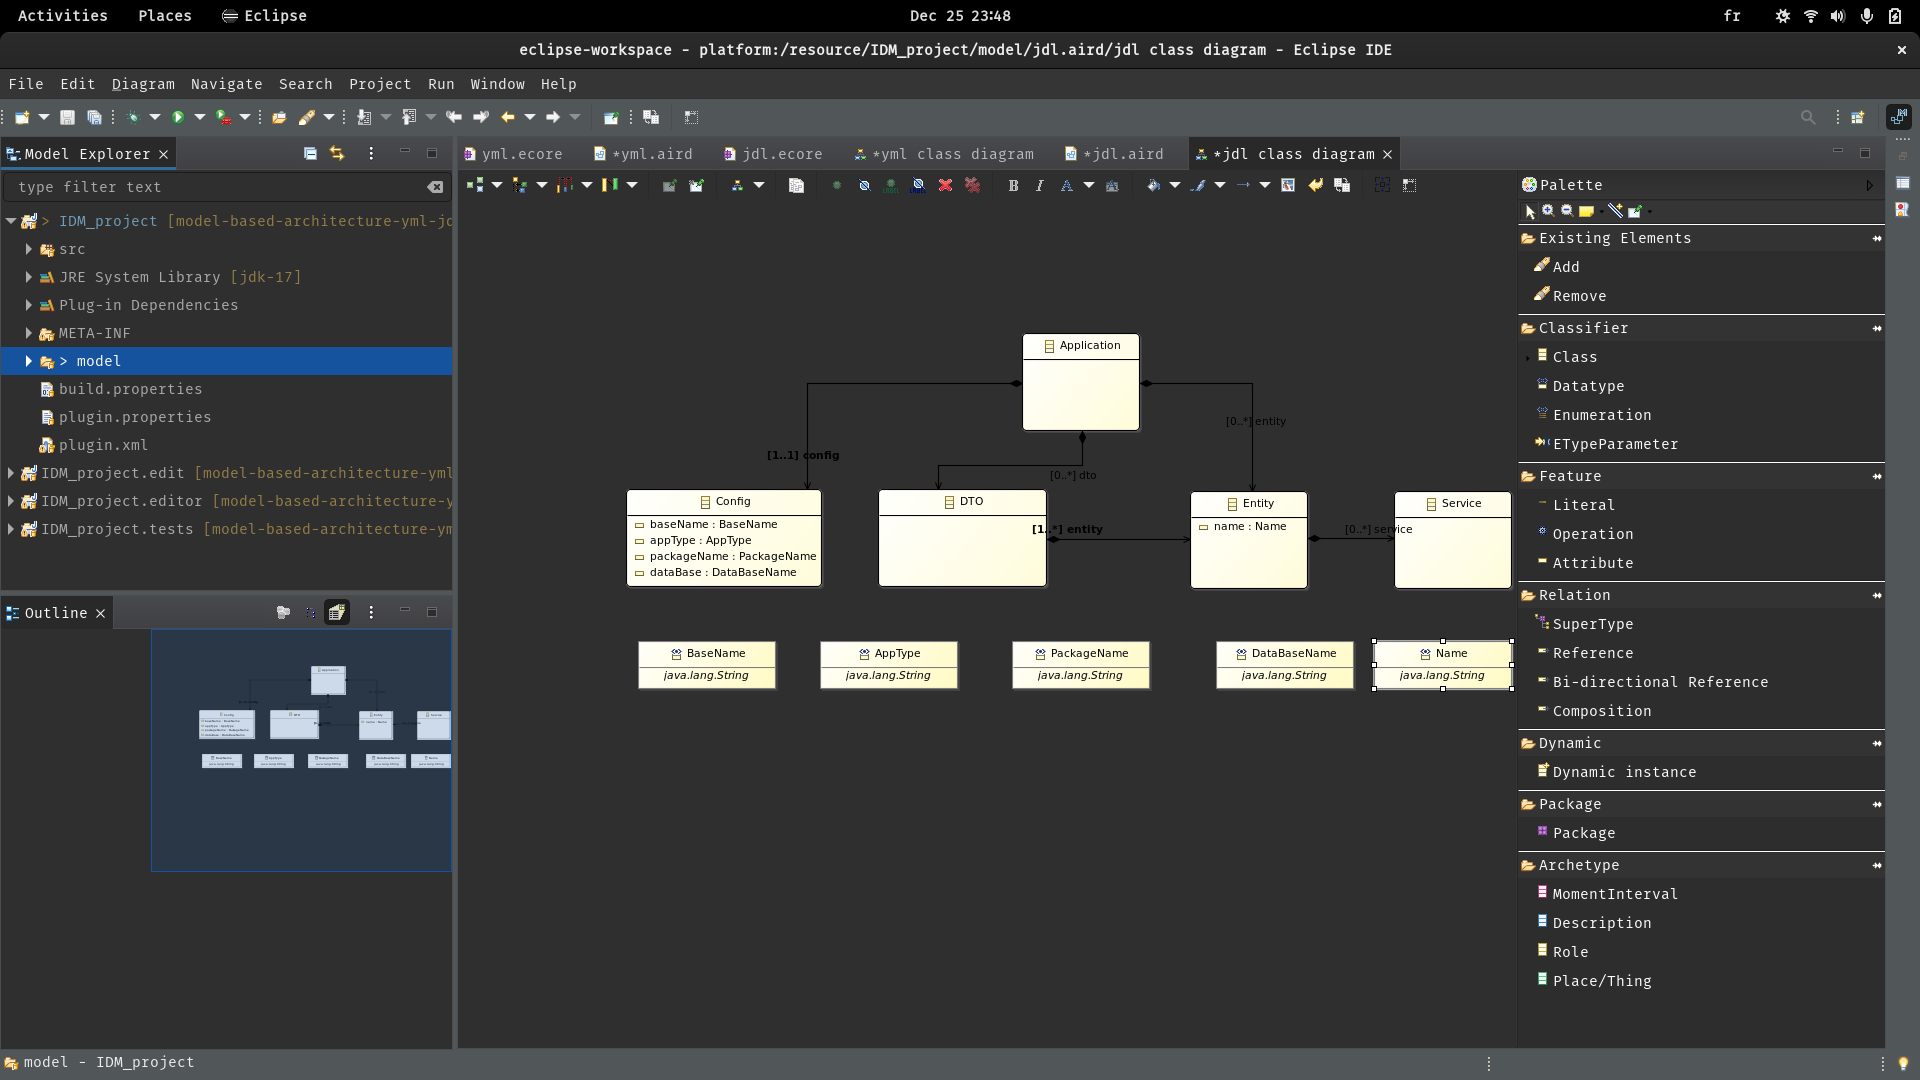 Activities Places Eclipse Dec 25 23:48 fr
eclipse-workspace - platform:/resource/IDM_project/model/jdl.aird/jdl class diagram - Eclipse IDE
File Edit Diagram Navigate Search Project Run Window Help
Model Explorer
type filter text
> IDM_project [model-based-architecture-yml-jd
src
JRE System Library [jdk-17]
Plug-in Dependencies
META-INF
> model
build.properties
plugin.properties
plugin.xml
IDM_project.edit [model-based-architecture-yml
IDM_project.editor [model-based-architecture-y
IDM_project.tests [model-based-architecture-ym
Outline
yml.ecore *yml.aird jdl.ecore *yml class diagram *jdl.aird *jdl class diagram
B I A
Application
[0..*] entity
[1..1] config
[0..*] dto
Config
baseName : BaseName
appType : AppType
packageName : PackageName
dataBase : DataBaseName
DTO
[1..*] entity
Entity
name : Name
[0..*] service
Service
BaseName
java.lang.String
AppType
java.lang.String
PackageName
java.lang.String
DataBaseName
java.lang.String
Name
java.lang.String
Palette
Existing Elements
Add
Remove
Classifier
Class
Datatype
Enumeration
ETypeParameter
Feature
Literal
Operation
Attribute
Relation
SuperType
Reference
Bi-directional Reference
Composition
Dynamic
Dynamic instance
Package
Package
Archetype
MomentInterval
Description
Role
Place/Thing
model - IDM_project